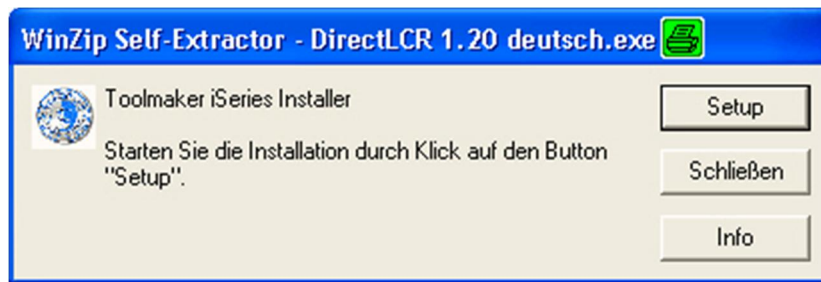 WinZip Self-Extractor - DirectLCR 1.20 deutsch.exe
Toolmaker iSeries Installer
Starten Sie die Installation durch Klick auf den Button
"Setup".
Setup
Schließen
Info